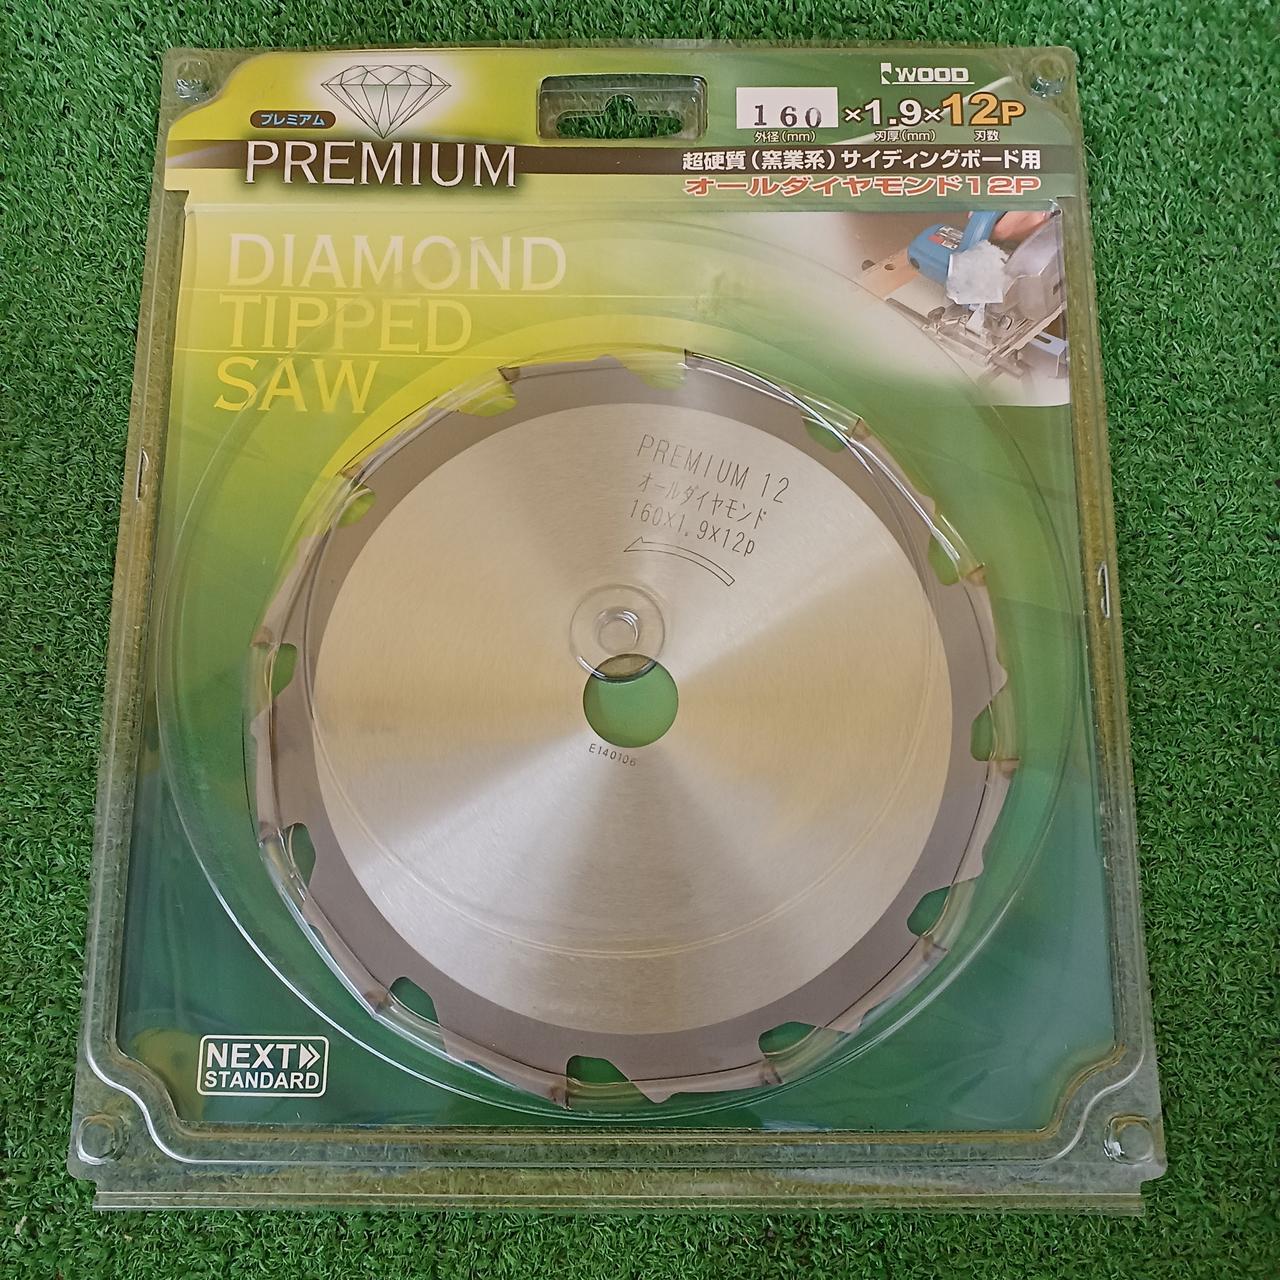 プレミアム
PREMIUM
WOOD
160×1.9×12P
外径(mm) 刃厚(mm) 刃数
超硬質(窯業系)サイディングボード用
オールダイヤモンド12P
DIAMOND
TIPPED
SAW
PREMIUM 12
オールダイヤモンド
160X1.9X12p
E140106
NEXT
STANDARD